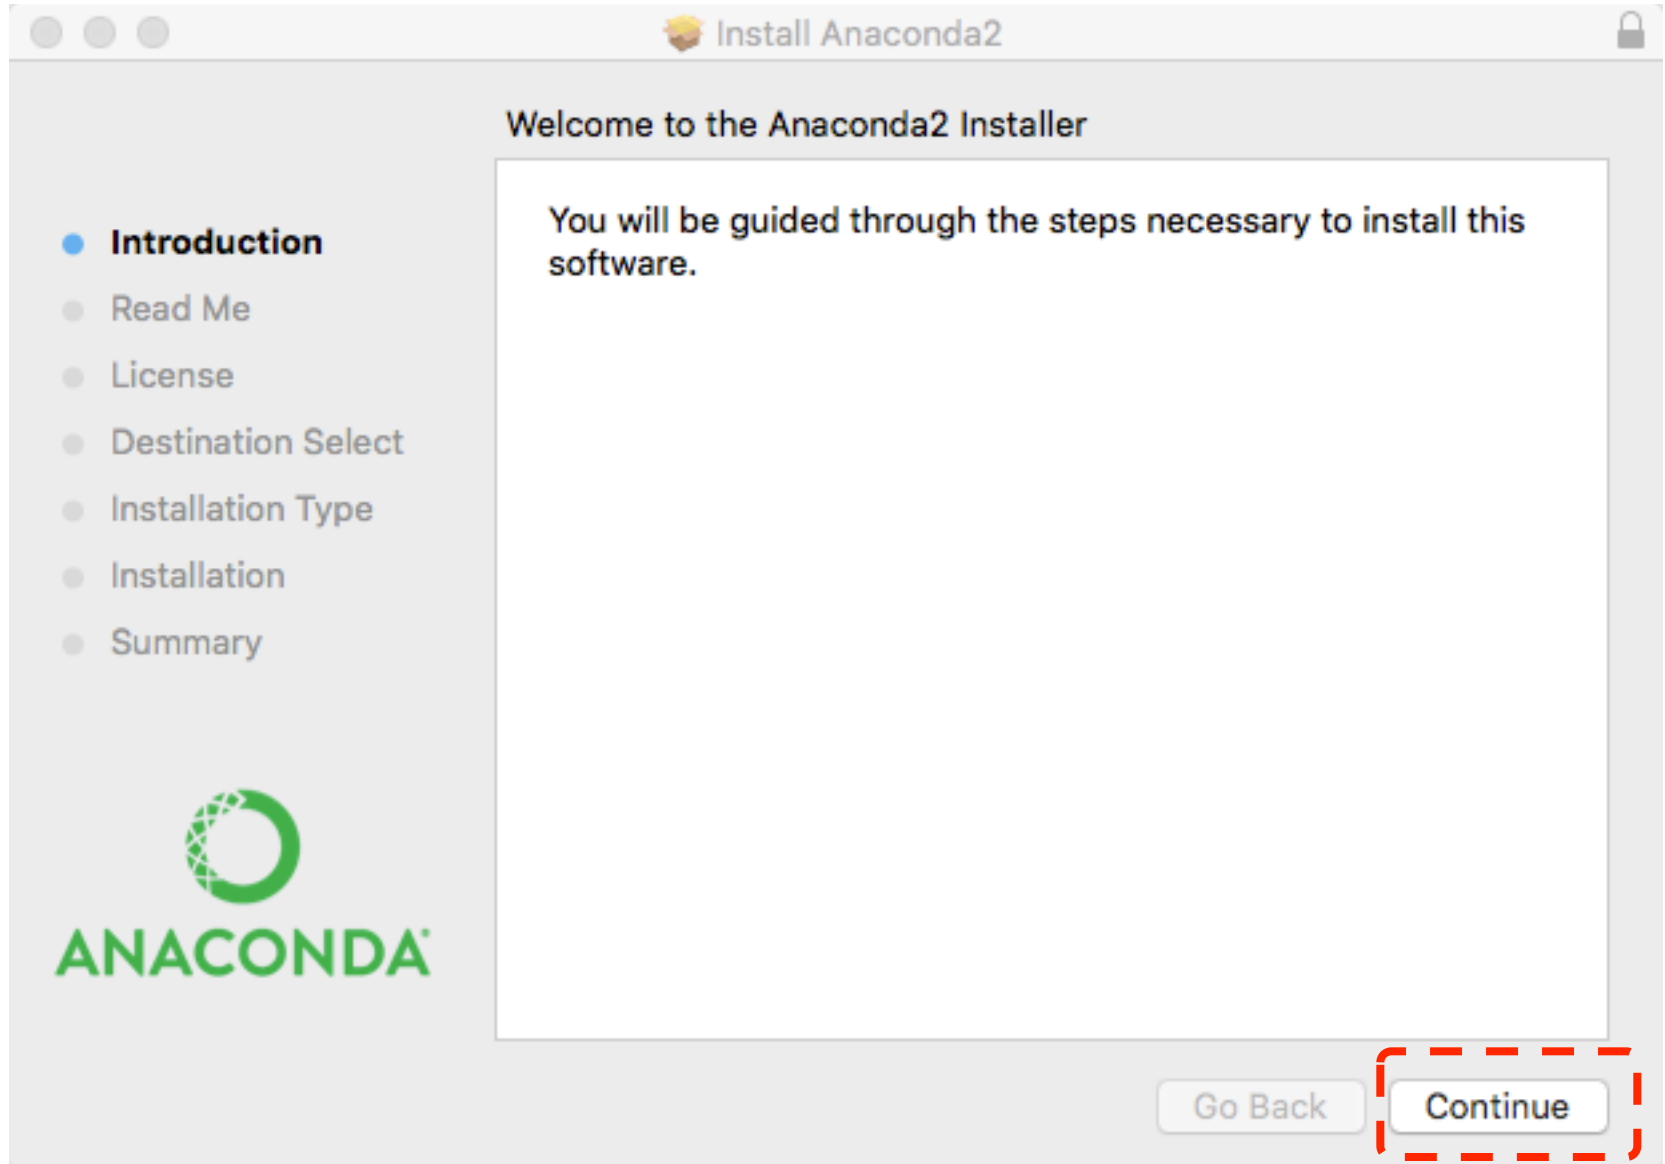 Install Anaconda2
Welcome to the Anaconda2 Installer
Introduction
Read Me
License
Destination Select
Installation Type
Installation
Summary
You will be guided through the steps necessary to install this
software.
ANACONDA
Go Back
Continue